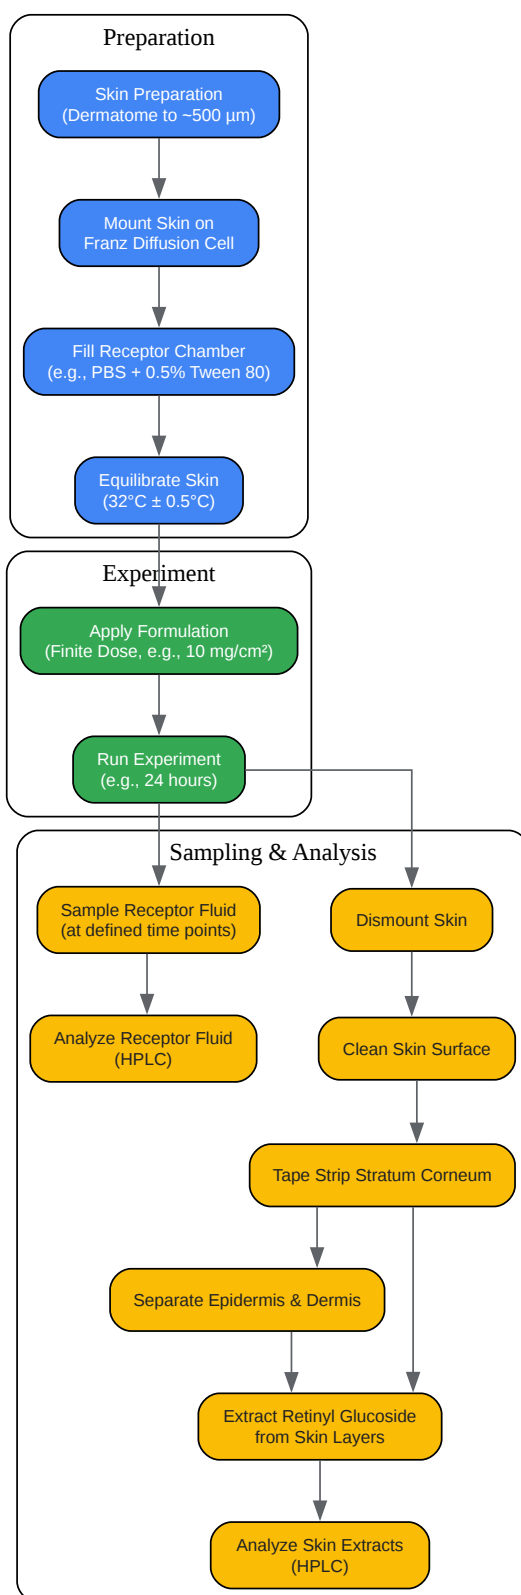 Preparation
Skin Preparation
(Dermatome to ~500 µm)
Mount Skin on
Franz Diffusion Cell
Fill Receptor Chamber
(e.g., PBS + 0.5% Tween 80)
Equilibrate Skin
(32°C ± 0.5°C)
Experiment
Apply Formulation
(Finite Dose, e.g., 10 mg/cm²)
Run Experiment
(e.g., 24 hours)
Sampling & Analysis
Sample Receptor Fluid
(at defined time points)
Dismount Skin
Analyze Receptor Fluid
(HPLC)
Clean Skin Surface
Tape Strip Stratum Corneum
Separate Epidermis & Dermis
Extract Retinyl Glucoside
from Skin Layers
Analyze Skin Extracts
(HPLC)